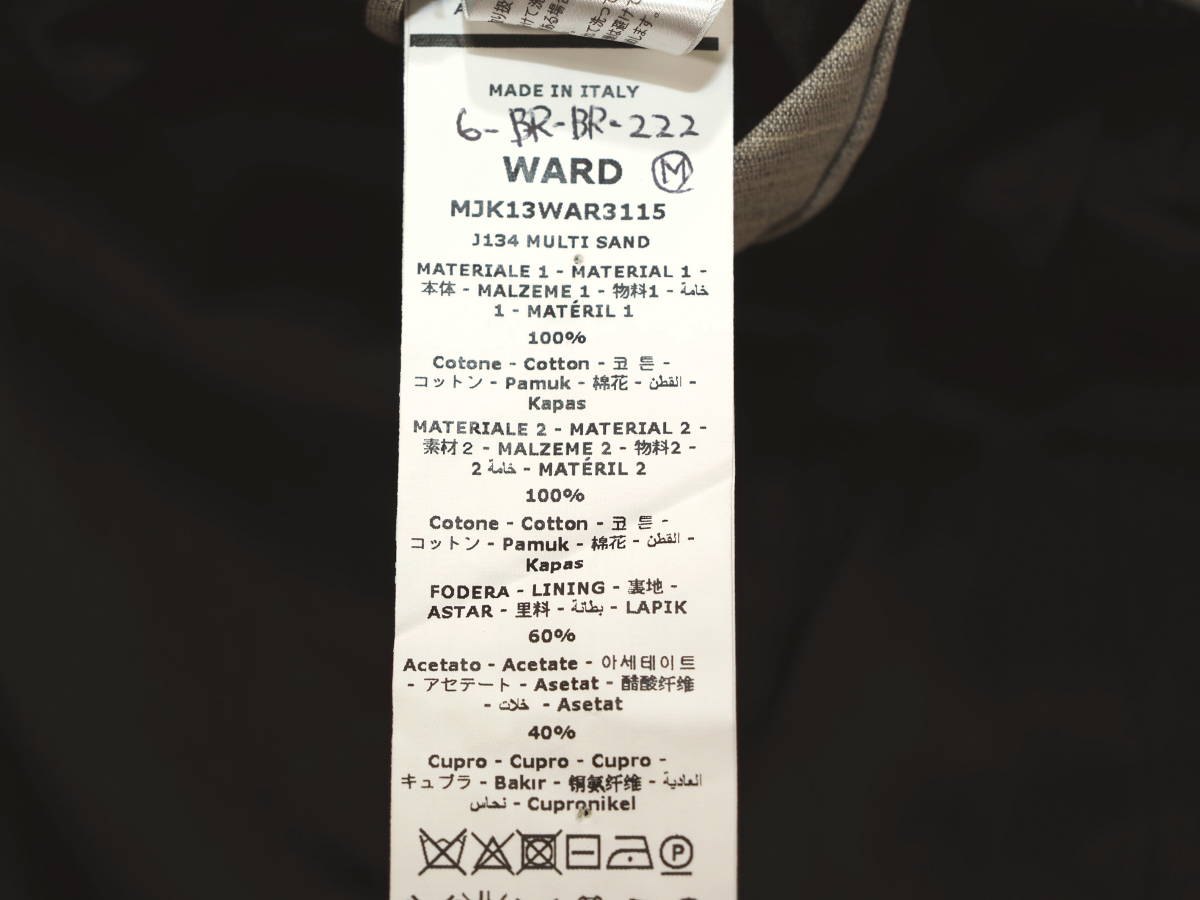 MADE IN ITALY
6-BR-BR-222
WARD Ⓜ
MJK13WAR3115
J134 MULTI SAND
MATERIALE 1 - MATERIAL 1 -
本体 - MALZEME 1 - 物料1 - خامة
1 - MATÉRIL 1
100%
Cotone - Cotton - 코 튼 -
コットン - Pamuk - 棉花 - القطن -
Kapas
MATERIALE 2 - MATERIAL 2 -
素材2 - MALZEME 2 - 物料2 -
2 خامة - MATÉRIL 2
100%
Cotone - Cotton - 코 튼 -
コットン - Pamuk - 棉花 - القطن -
Kapas
FODERA - LINING - 裏地 -
ASTAR - 里料 - بطانة - LAPIK
60%
Acetato - Acetate - 아세테이트
- アセテート - Asetat - 醋酸纤维
- خلات - Asetat
40%
Cupro - Cupro - Cupro -
キュプラ - Bakır - 铜氨纤维 - العادية
نحاس - Cupronikel
P